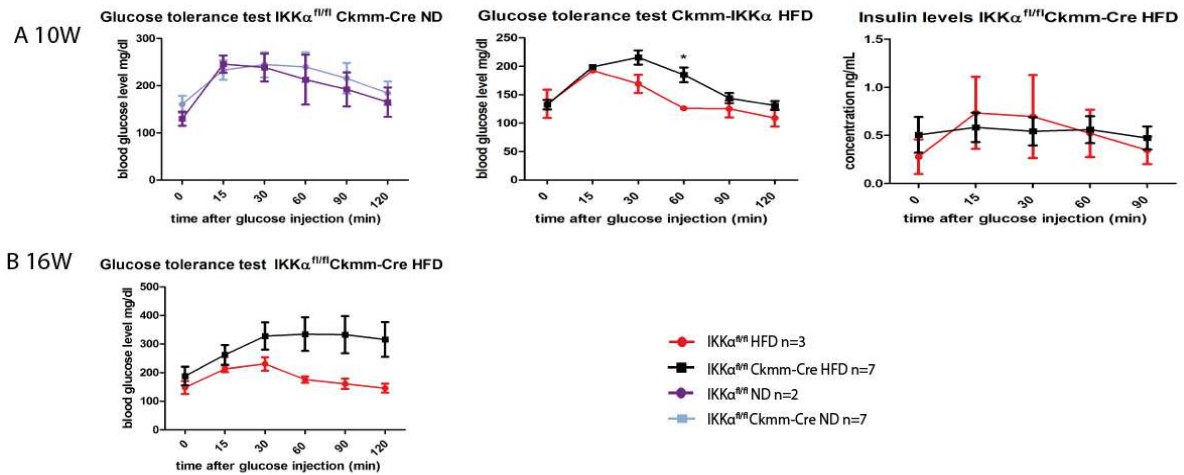 A 10W
Glucose tolerance test IKKα^fl/fl Ckmm-Cre ND
blood glucose level mg/dl
300
200
100
0
0 15 30 60 90 120
time after glucose injection (min)
Glucose tolerance test Ckmm-IKKα HFD
blood glucose level mg/dl
250
200
150
100
50
0
*
0 15 30 60 90 120
time after glucose injection (min)
Insulin levels IKKα^fl/fl Ckmm-Cre HFD
concentration ng/mL
1.5
1.0
0.5
0.0
0 15 30 60 90
time after glucose injection (min)
B 16W
Glucose tolerance test IKKα^fl/fl Ckmm-Cre HFD
blood glucose level mg/dl
500
400
300
200
100
0
0 15 30 60 90 120
time after glucose injection (min)
IKKα^fl/fl HFD n=3
IKKα^fl/fl Ckmm-Cre HFD n=7
IKKα^fl/fl ND n=2
IKKα^fl/fl Ckmm-Cre ND n=7